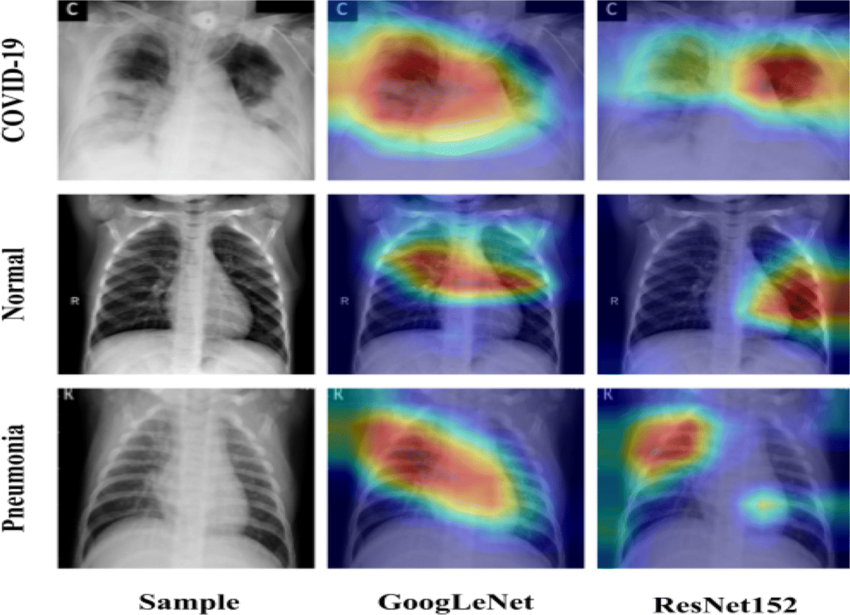 COVID-19
C
C
C
Normal
R
R
R
Pneumonia
R
R
R
Sample
GoogLeNet
ResNet152